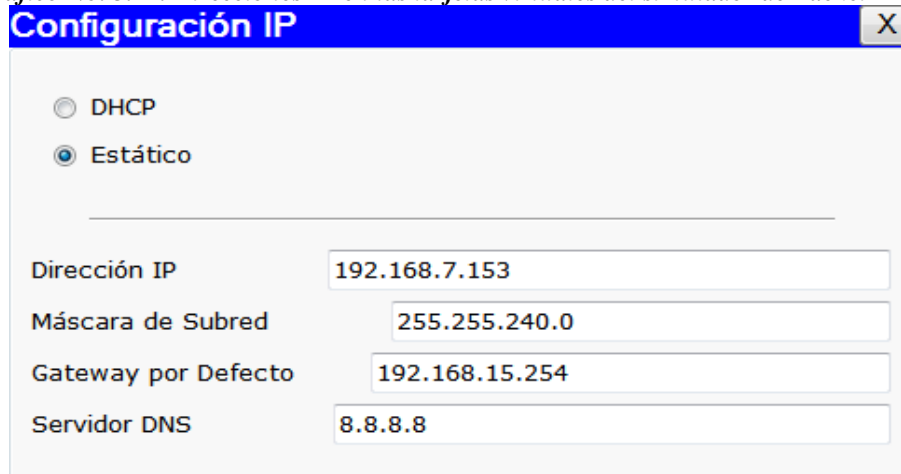 Configuración IP
X
DHCP
Estático
Dirección IP 192.168.7.153
Máscara de Subred 255.255.240.0
Gateway por Defecto 192.168.15.254
Servidor DNS 8.8.8.8